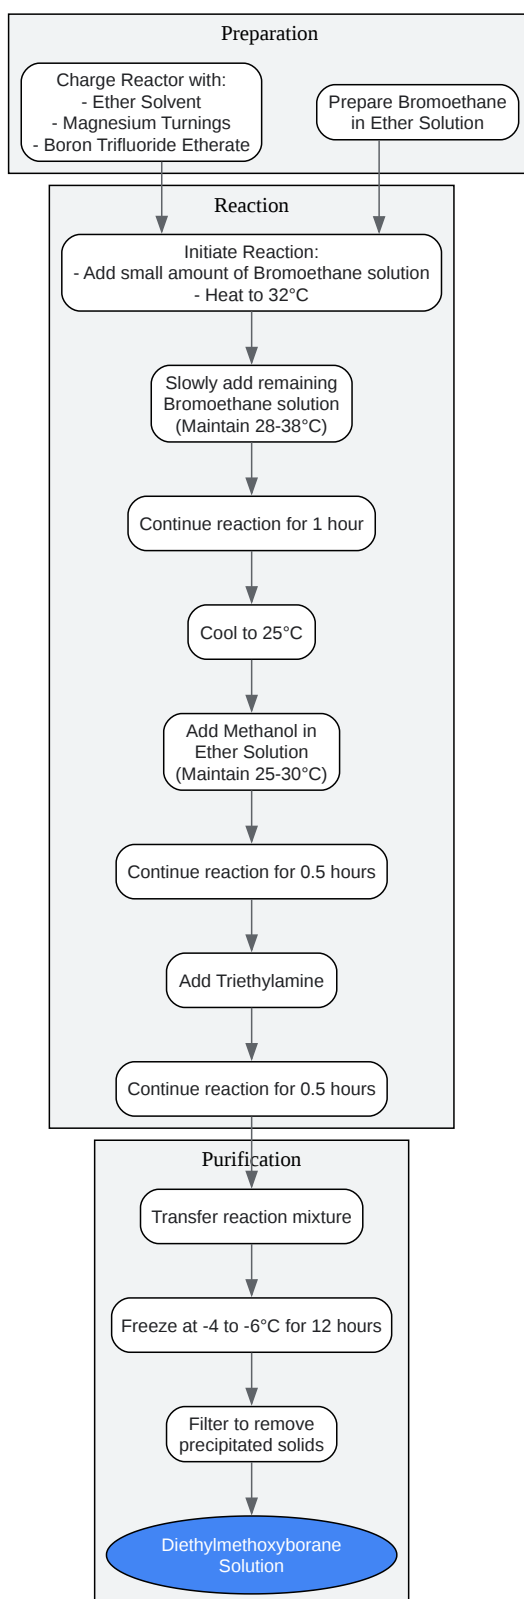 Preparation
Charge Reactor with:
- Ether Solvent
- Magnesium Turnings
- Boron Trifluoride Etherate
Prepare Bromoethane
in Ether Solution
Reaction
Initiate Reaction:
- Add small amount of Bromoethane solution
- Heat to 32°C
Slowly add remaining
Bromoethane solution
(Maintain 28-38°C)
Continue reaction for 1 hour
Cool to 25°C
Add Methanol in
Ether Solution
(Maintain 25-30°C)
Continue reaction for 0.5 hours
Add Triethylamine
Continue reaction for 0.5 hours
Purification
Transfer reaction mixture
Freeze at -4 to -6°C for 12 hours
Filter to remove
precipitated solids
Diethylmethoxyborane
Solution